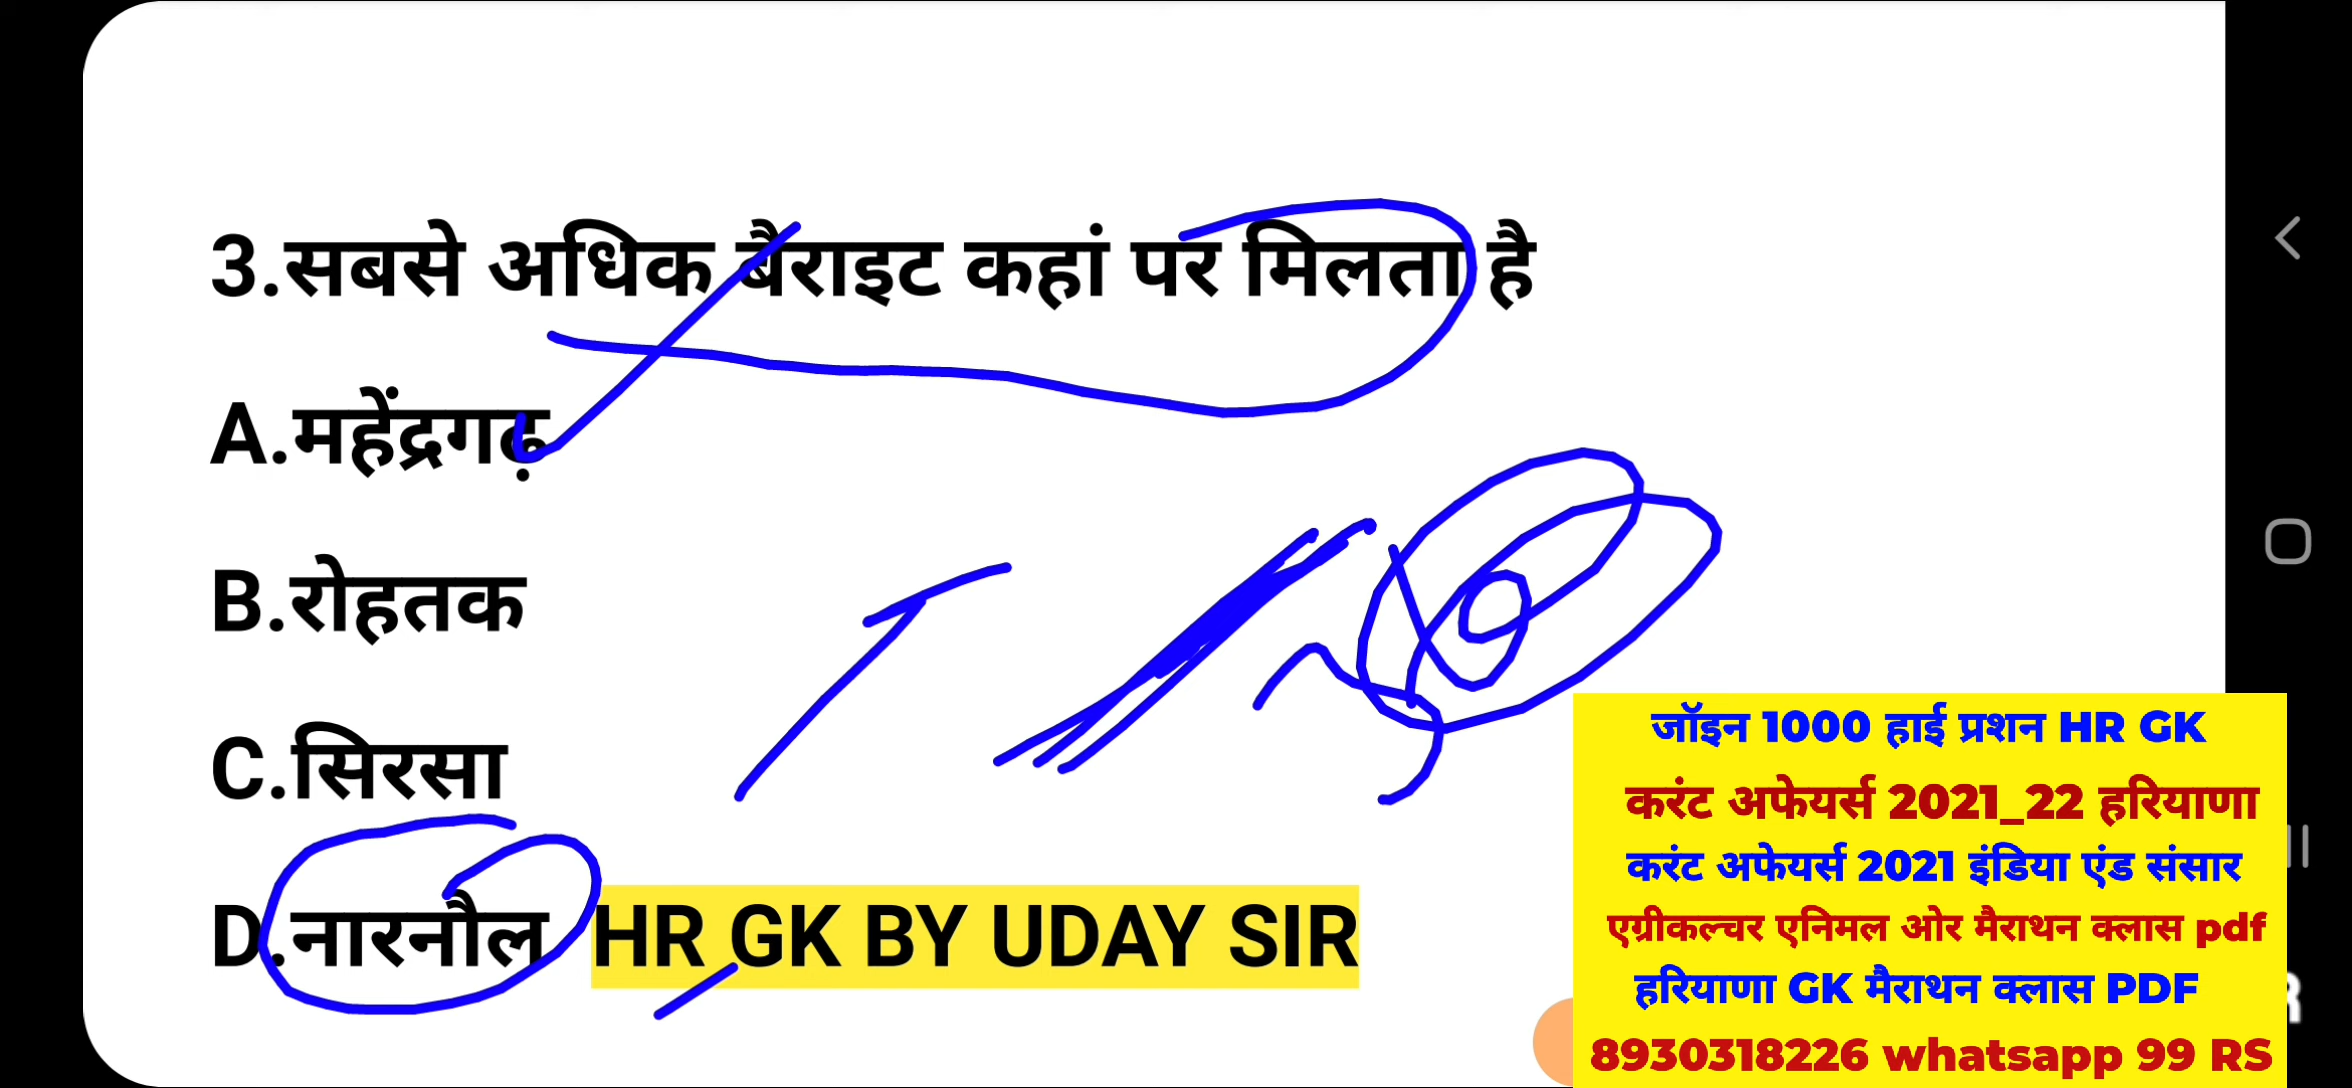 3.सबसे अधिक बैराइट कहां पर मिलता है
A.महेंद्रगढ़
B.रोहतक
C.सिरसा
D.नारनौल HR GK BY UDAY SIR
जॉइन 1000 हाई प्रशन HR GK
करंट अफेयर्स 2021_22 हरियाणा
करंट अफेयर्स 2021 इंडिया एंड संसार
एग्रीकल्चर एनिमल ओर मैराथन क्लास pdf
हरियाणा GK मैराथन क्लास PDF
8930318226 whatsapp 99 RS